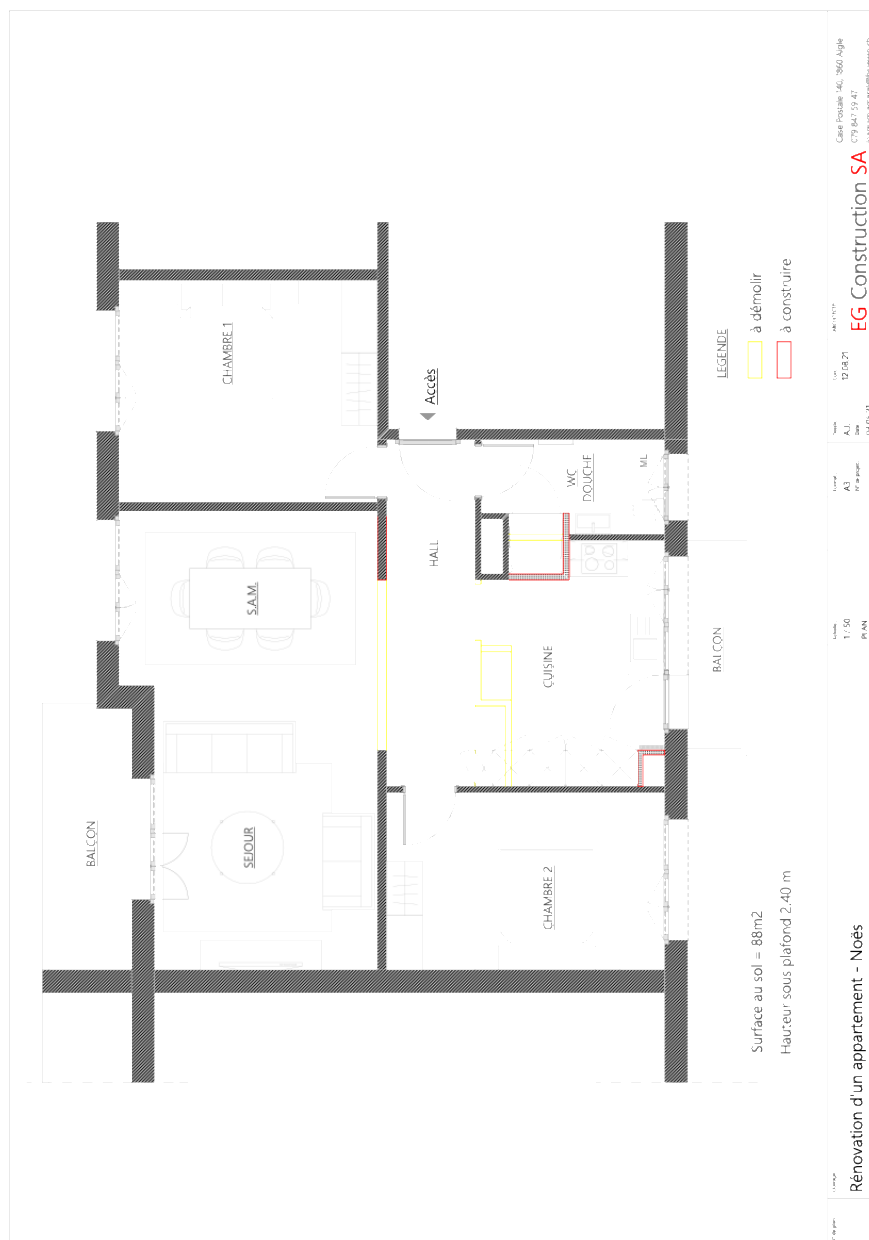 BALCON
SEJOUR
S.A.M.
CHAMBRE 1
CHAMBRE 2
HALL
Accès
CUISINE
WC
DOUCHE
ML
BALCON
Surface au sol = 88m2
Hauteur sous plafond 2.40 m
LEGENDE
à démolir
à construire
Rénovation d'un appartement - Noës
1 / 50
PLAN
A3
A.J.
12.08.21
EG Construction SA
Case Postale 140, 1860 Aigle
079 847 59 47